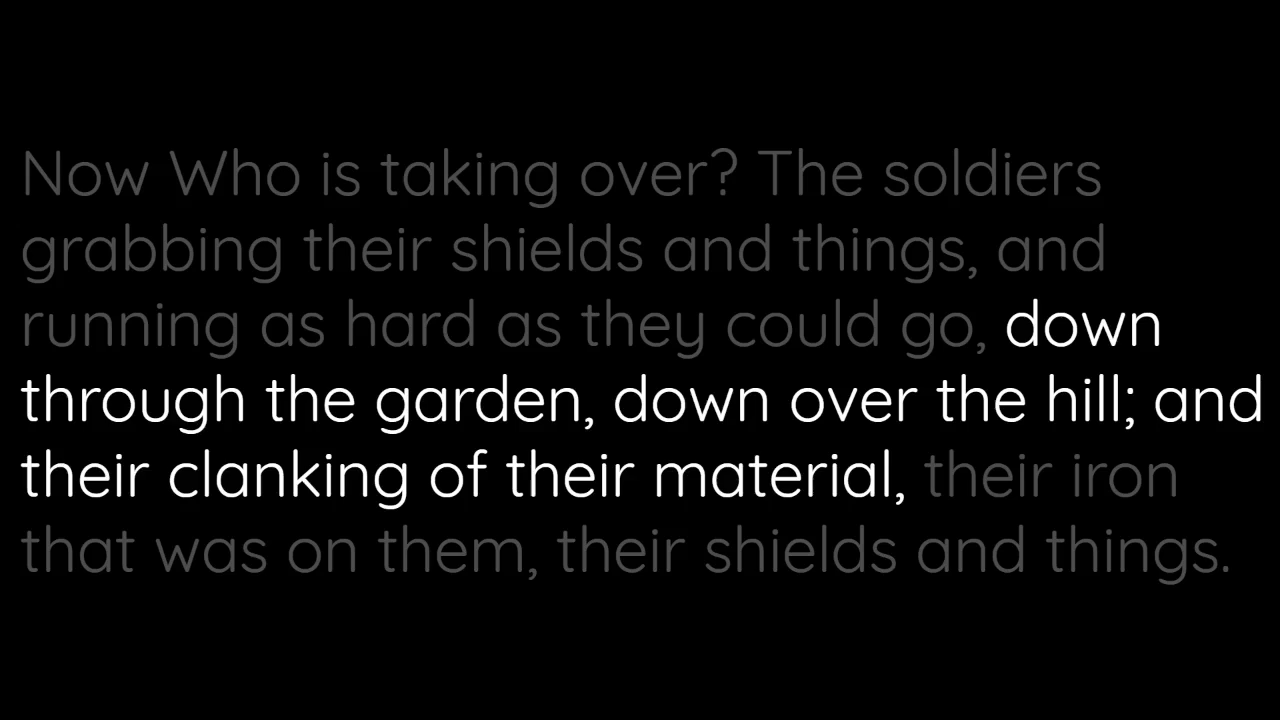 Now Who is taking over? The soldiers
grabbing their shields and things, and
running as hard as they could go, down
through the garden, down over the hill; and
their clanking of their material, their iron
that was on them, their shields and things.